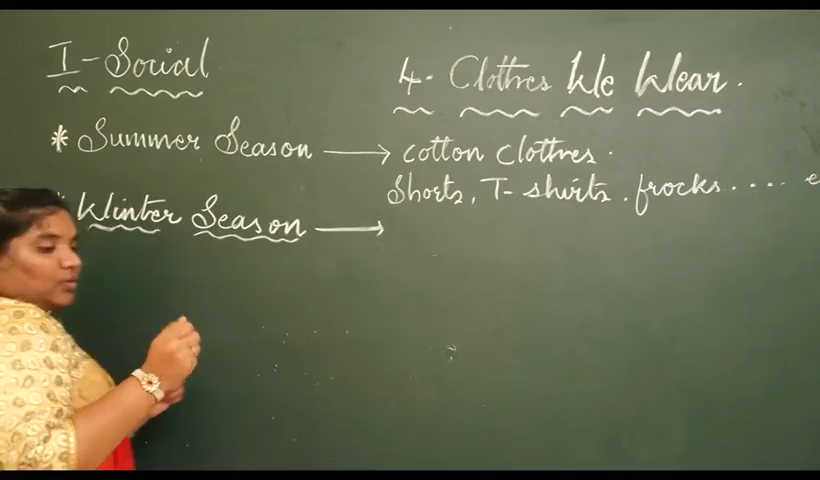 I - Social
4. Clothes We Wear.
* Summer Season → cotton clothes.
Shorts, T-shirts, frocks.....
* Winter Season →